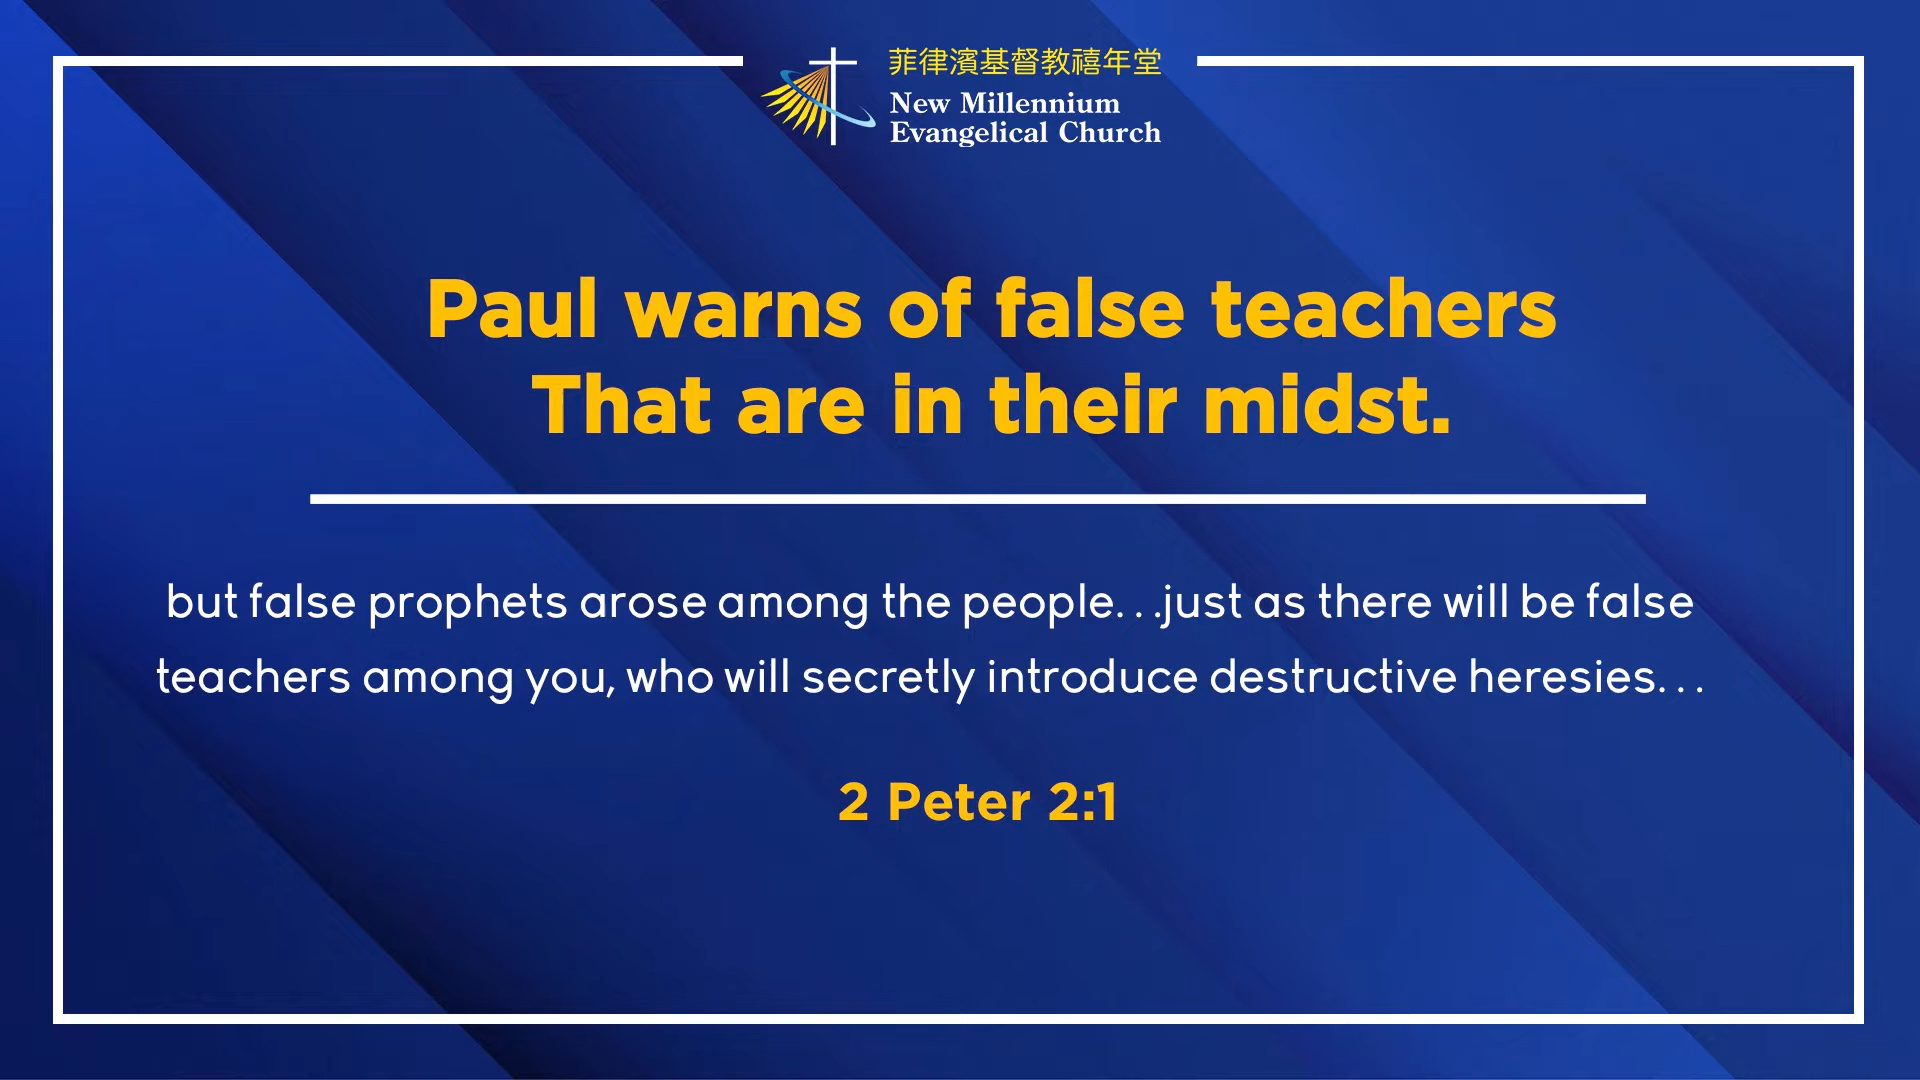 菲律濱基督教禧年堂
New Millennium
Evangelical Church
Paul warns of false teachers
That are in their midst.
but false prophets arose among the people. . .just as there will be false
teachers among you, who will secretly introduce destructive heresies. . .
2 Peter 2:1